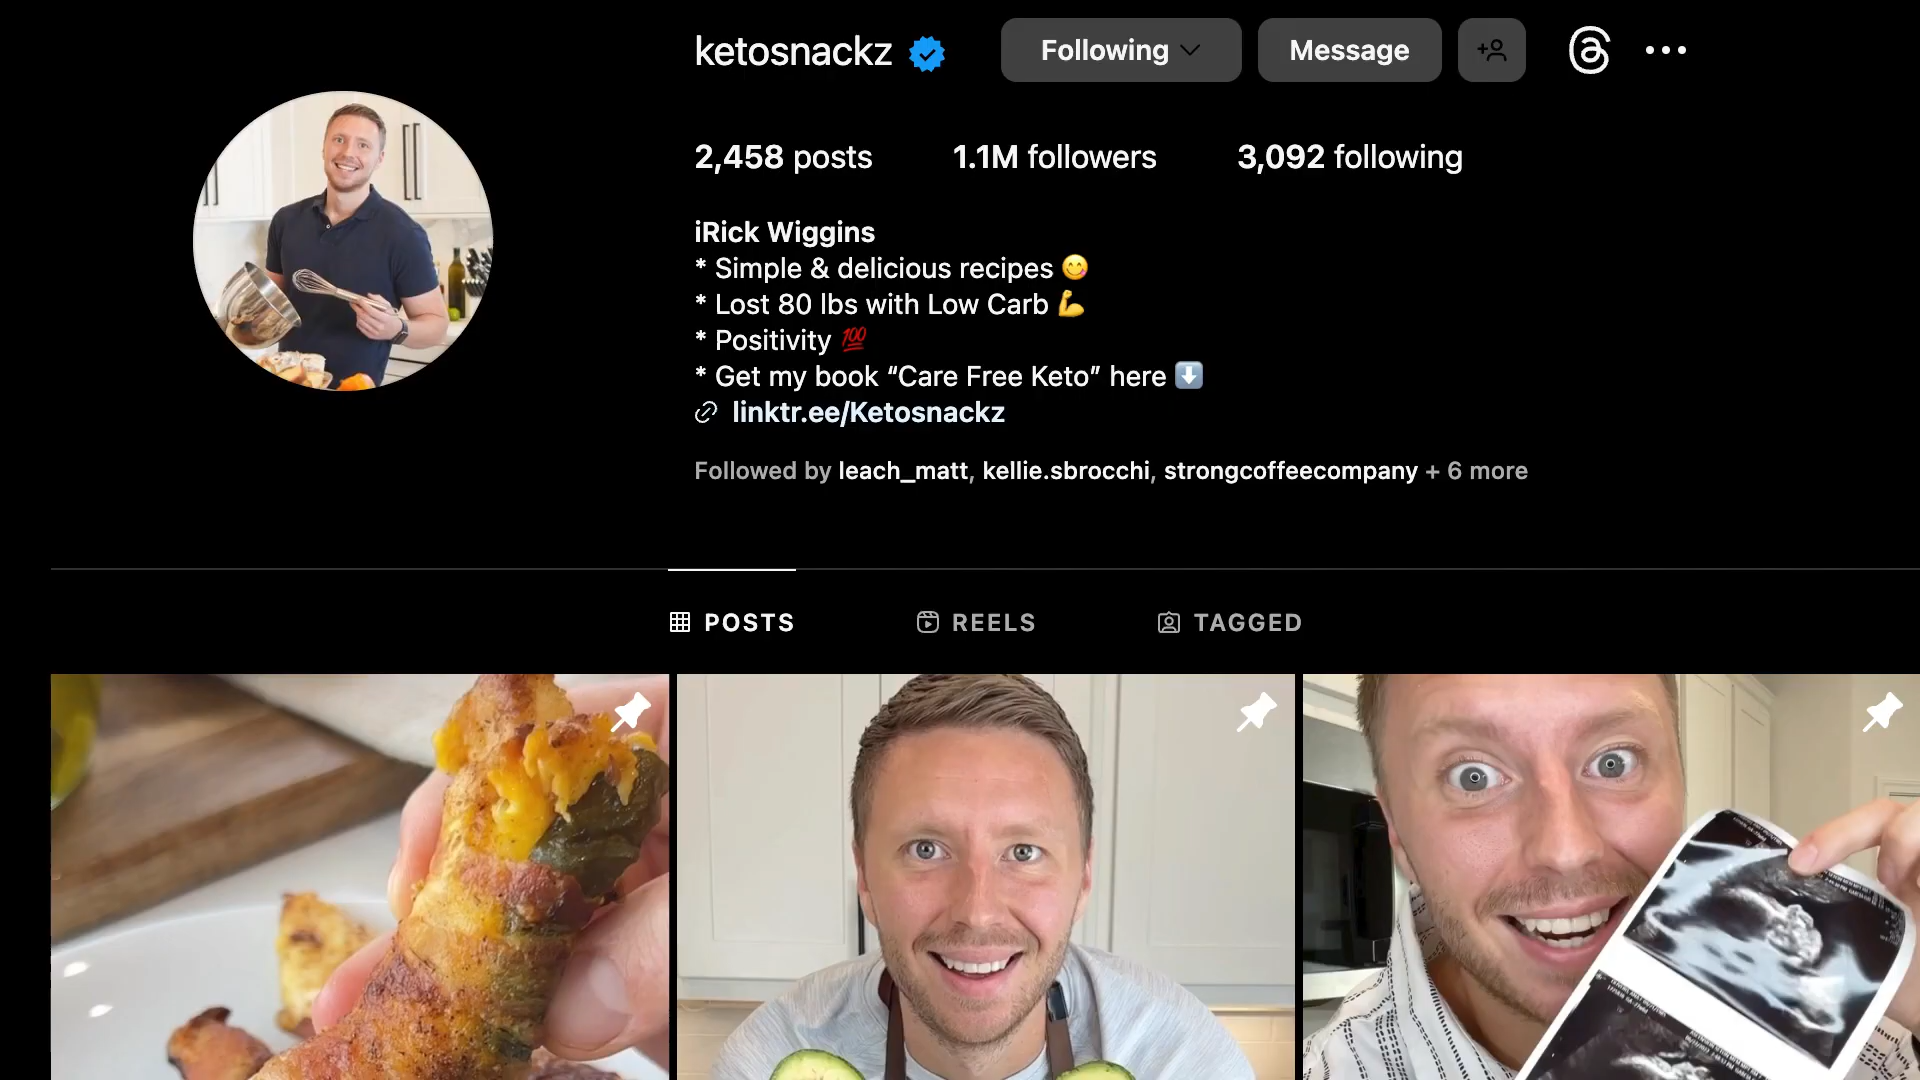 ketosnackz
Following
Message
2,458 posts
1.1M followers
3,092 following
iRick Wiggins
* Simple & delicious recipes 😋
* Lost 80 lbs with Low Carb 💪
* Positivity 💯
* Get my book “Care Free Keto” here ⬇️
linktr.ee/Ketosnackz
Followed by leach_matt, kellie.sbrocchi, strongcoffeecompany + 6 more
POSTS
REELS
TAGGED